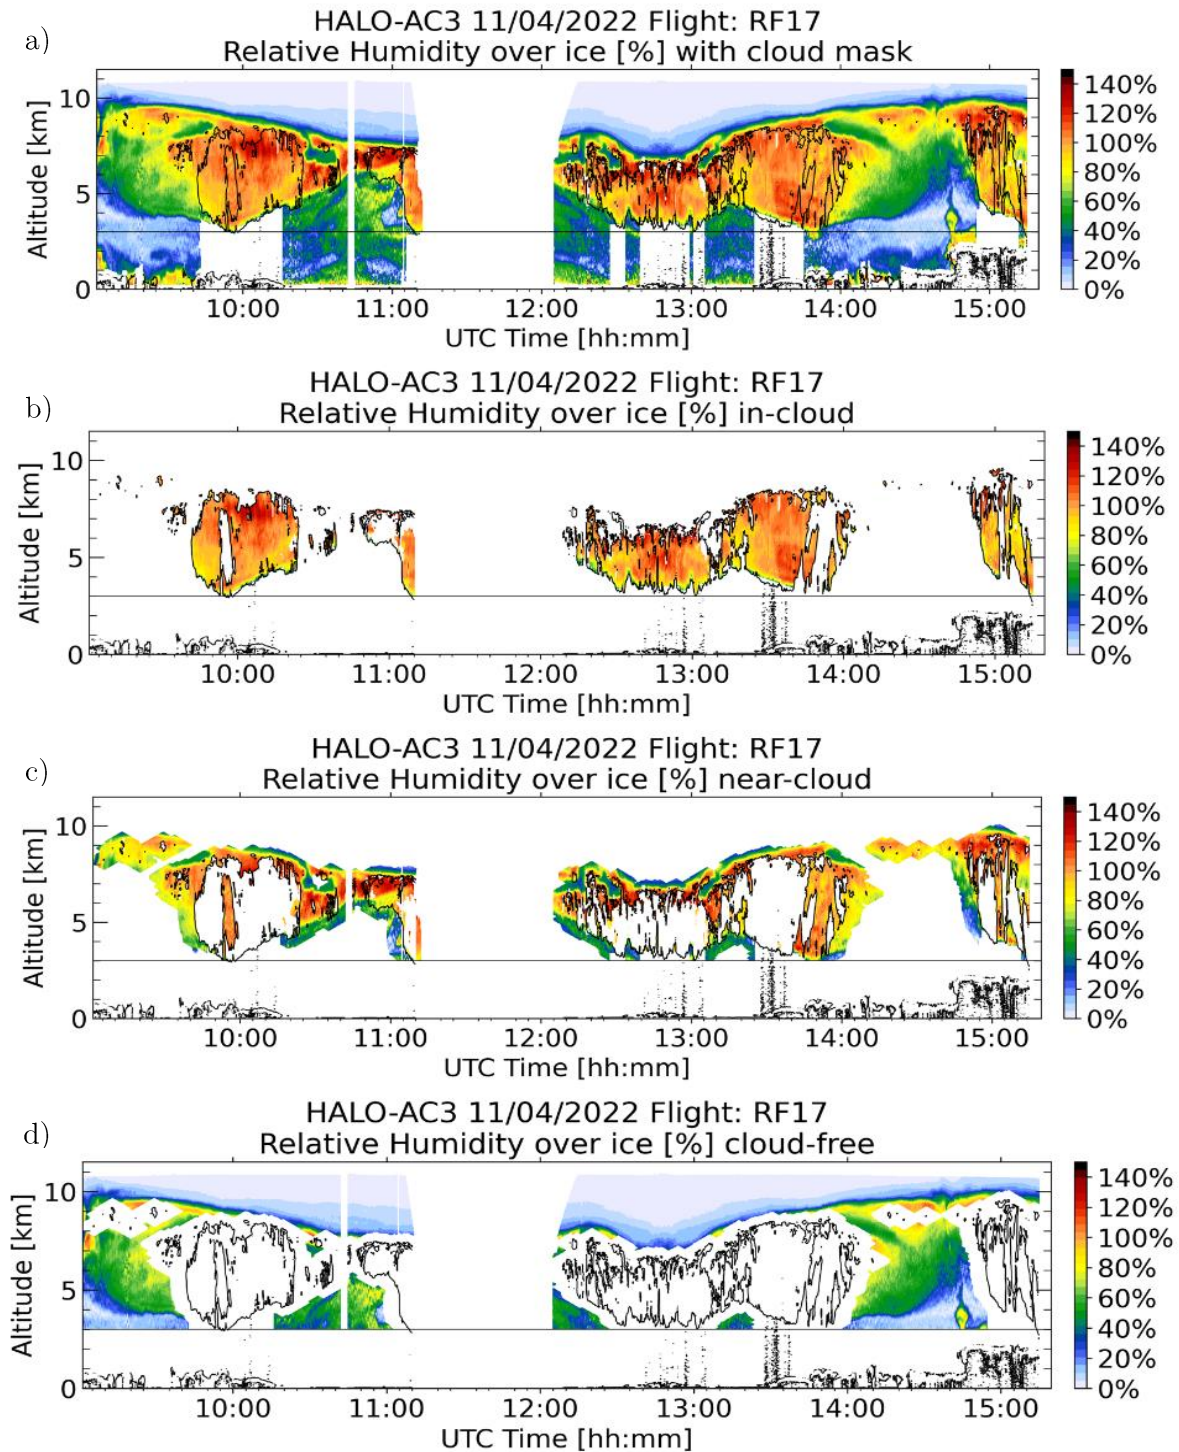 a)
HALO-AC3 11/04/2022 Flight: RF17
Relative Humidity over ice [%] with cloud mask
Altitude [km]
10
5
0
10:00 11:00 12:00 13:00 14:00 15:00
UTC Time [hh:mm]
140%
120%
100%
80%
60%
40%
20%
0%
b)
HALO-AC3 11/04/2022 Flight: RF17
Relative Humidity over ice [%] in-cloud
Altitude [km]
10
5
0
10:00 11:00 12:00 13:00 14:00 15:00
UTC Time [hh:mm]
140%
120%
100%
80%
60%
40%
20%
0%
c)
HALO-AC3 11/04/2022 Flight: RF17
Relative Humidity over ice [%] near-cloud
Altitude [km]
10
5
0
10:00 11:00 12:00 13:00 14:00 15:00
UTC Time [hh:mm]
140%
120%
100%
80%
60%
40%
20%
0%
d)
HALO-AC3 11/04/2022 Flight: RF17
Relative Humidity over ice [%] cloud-free
Altitude [km]
10
5
0
10:00 11:00 12:00 13:00 14:00 15:00
UTC Time [hh:mm]
140%
120%
100%
80%
60%
40%
20%
0%